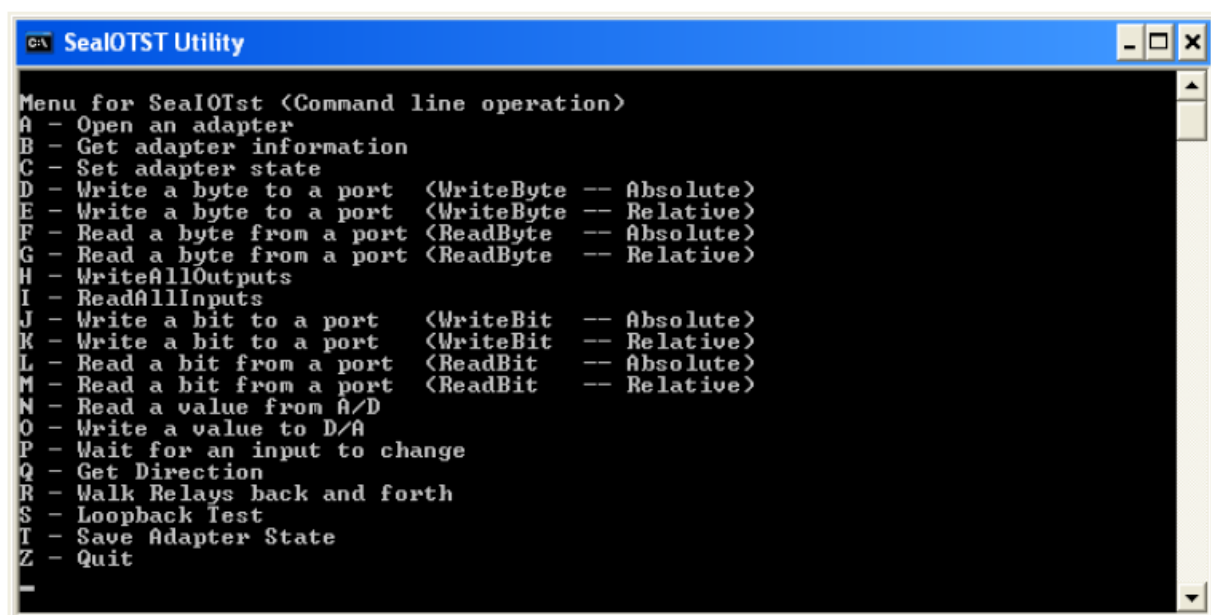 SeaIOTST Utility
Menu for SeaIOTst (Command line operation)
A - Open an adapter
B - Get adapter information
C - Set adapter state
D - Write a byte to a port  (WriteByte -- Absolute)
E - Write a byte to a port  (WriteByte -- Relative)
F - Read a byte from a port (ReadByte  -- Absolute)
G - Read a byte from a port (ReadByte  -- Relative)
H - WriteAllOutputs
I - ReadAllInputs
J - Write a bit to a port   (WriteBit  -- Absolute)
K - Write a bit to a port   (WriteBit  -- Relative)
L - Read a bit from a port  (ReadBit   -- Absolute)
M - Read a bit from a port  (ReadBit   -- Relative)
N - Read a value from A/D
O - Write a value to D/A
P - Wait for an input to change
Q - Get Direction
R - Walk Relays back and forth
S - Loopback Test
T - Save Adapter State
Z - Quit